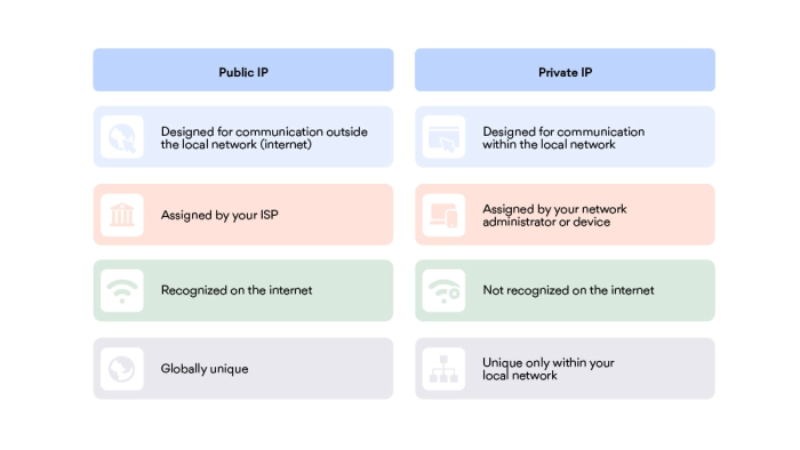 Public IP
Private IP
Designed for communication outside
the local network (internet)
Designed for communication
within the local network
Assigned by your ISP
Assigned by your network
administrator or device
Recognized on the internet
Not recognized on the internet
Globally unique
Unique only within your
local network